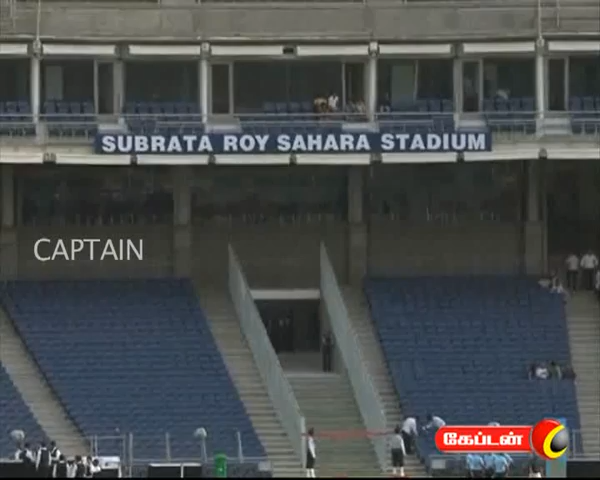 SUBRATA ROY SAHARA STADIUM
CAPTAIN
கேப்டன்